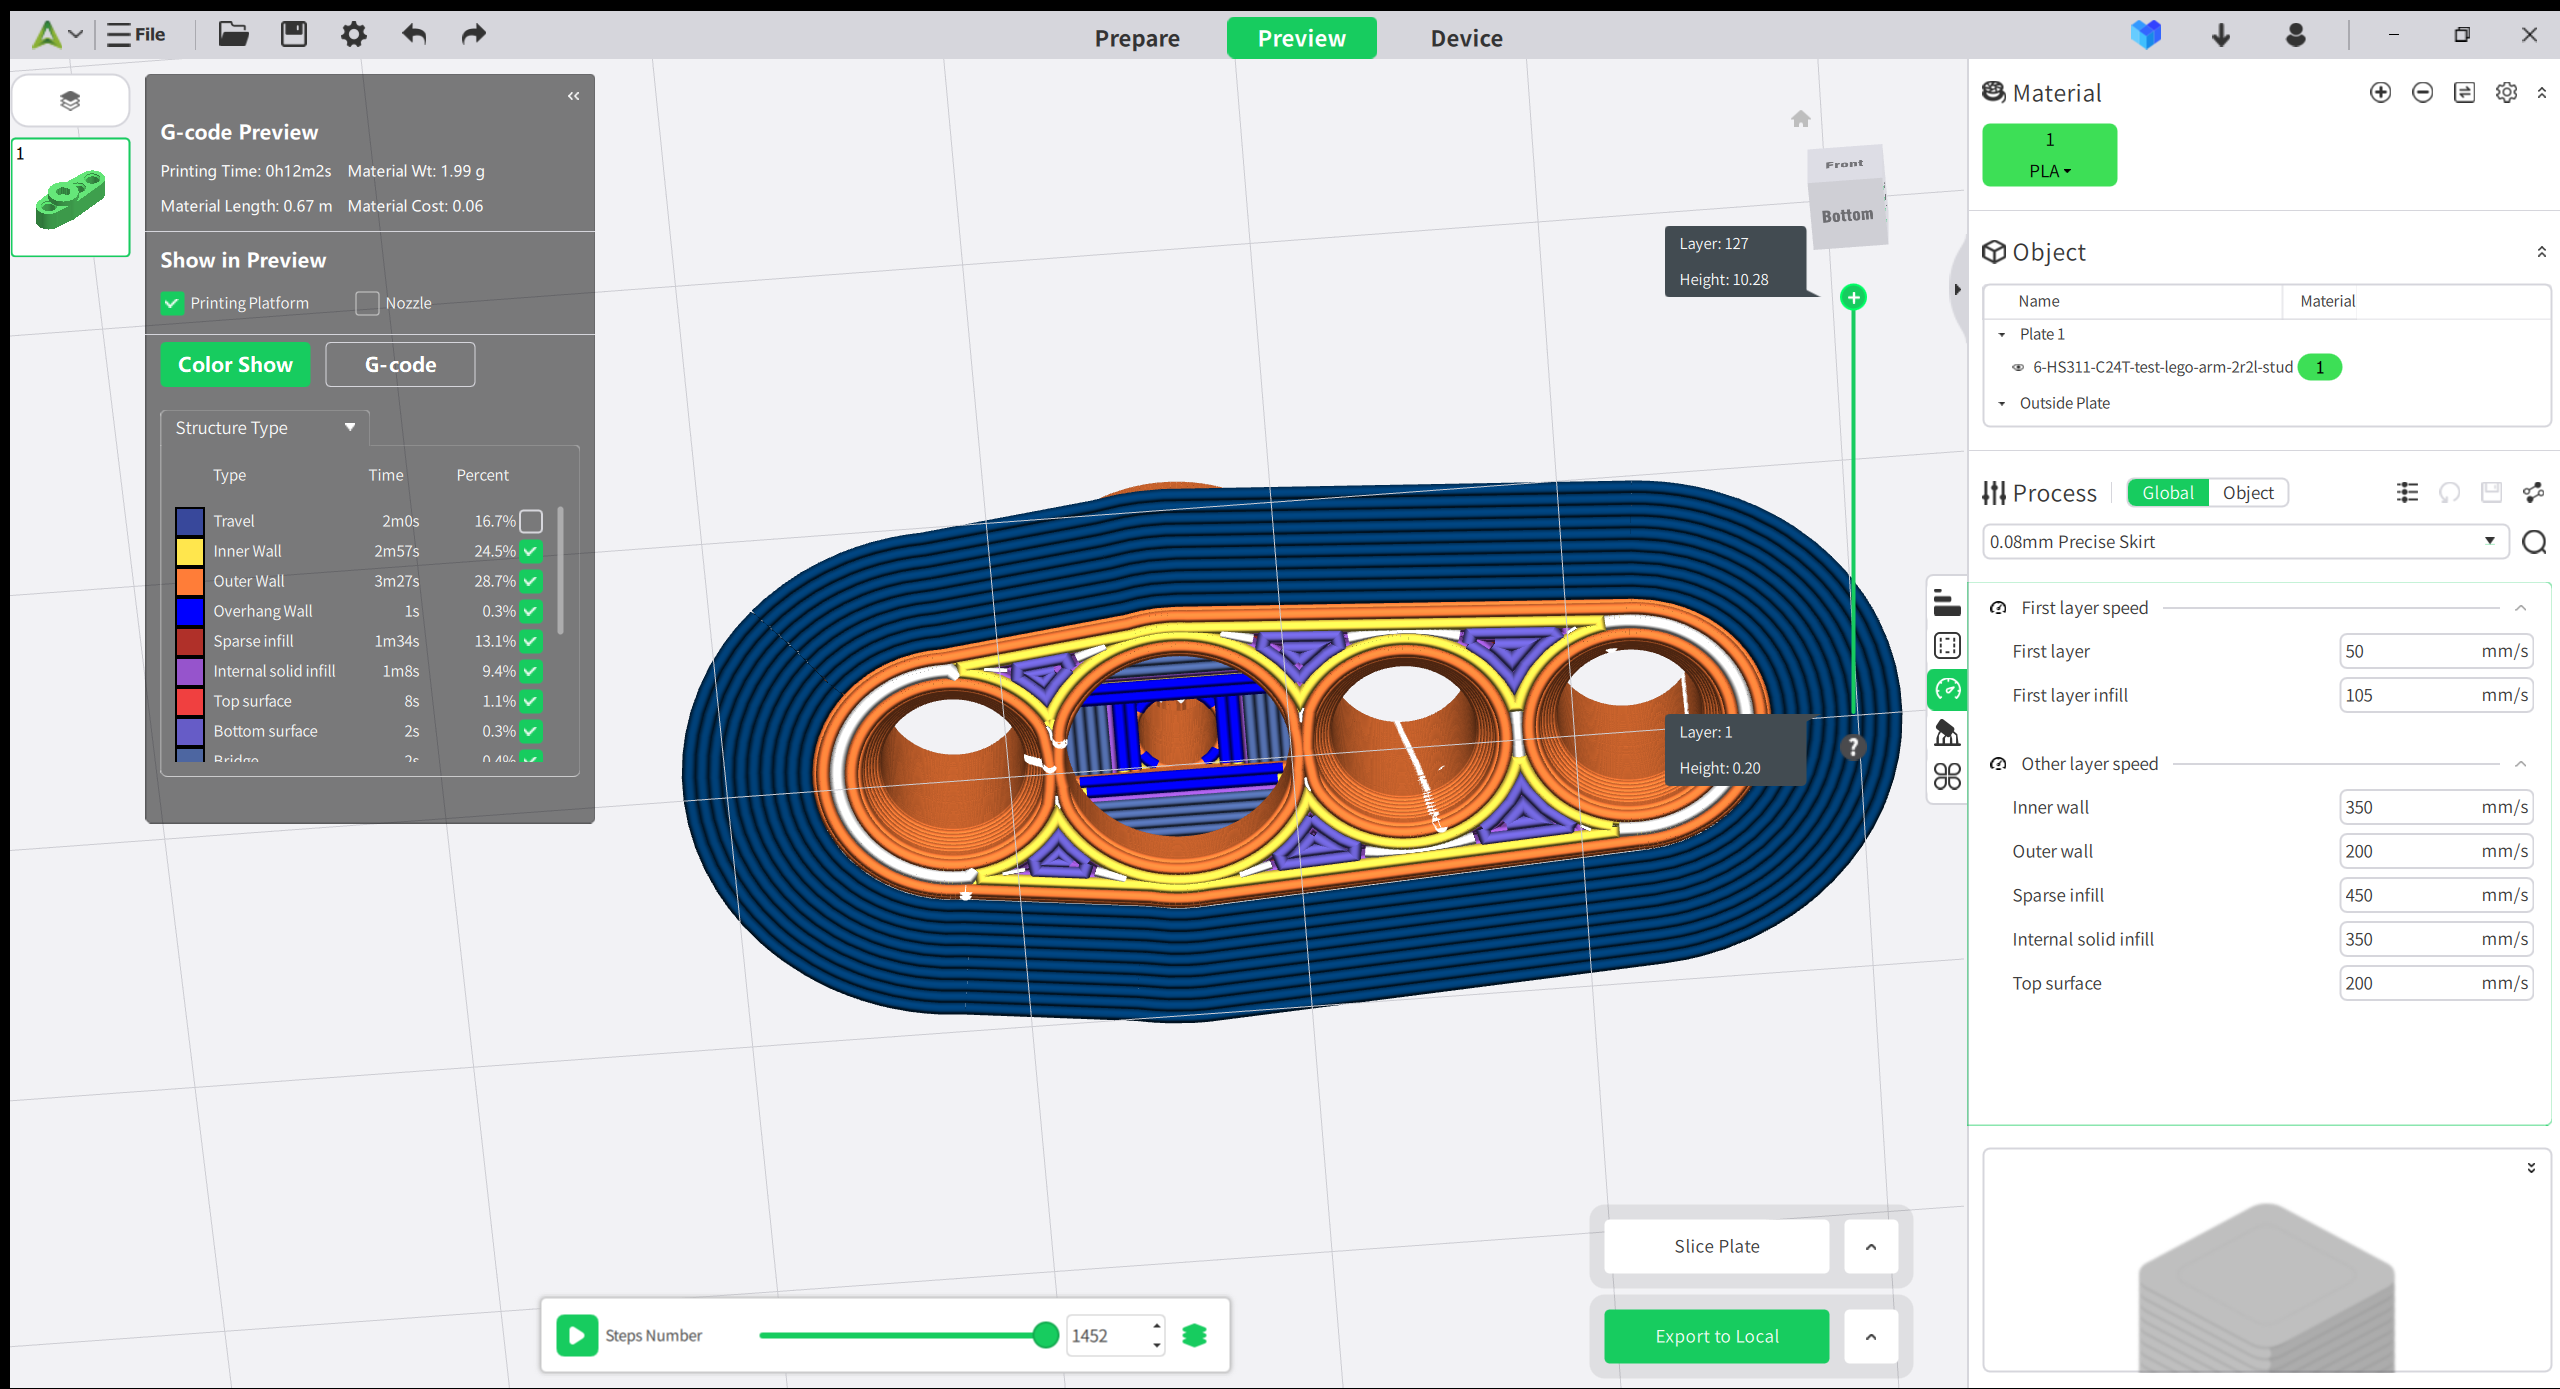 File
Prepare
Preview
Device
1
G-code Preview
Printing Time: 0h12m2s Material Wt: 1.99 g
Material Length: 0.67 m Material Cost: 0.06
Show in Preview
Printing Platform
Nozzle
Color Show
G-code
Structure Type
Type Time Percent
Travel 2m0s 16.7%
Inner Wall 2m57s 24.5%
Outer Wall 3m27s 28.7%
Overhang Wall 1s 0.3%
Sparse infill 1m34s 13.1%
Internal solid infill 1m8s 9.4%
Top surface 8s 1.1%
Bottom surface 2s 0.3%
Bridge 2s 0.4%
Front
Bottom
Layer: 127
Height: 10.28
Layer: 1
Height: 0.20
?
Steps Number
1452
Slice Plate
Export to Local
Material
1
PLA
Object
Name Material
Plate 1
6-HS311-C24T-test-lego-arm-2r2l-stud 1
Outside Plate
Process Global Object
0.08mm Precise Skirt
First layer speed
First layer 50 mm/s
First layer infill 105 mm/s
Other layer speed
Inner wall 350 mm/s
Outer wall 200 mm/s
Sparse infill 450 mm/s
Internal solid infill 350 mm/s
Top surface 200 mm/s